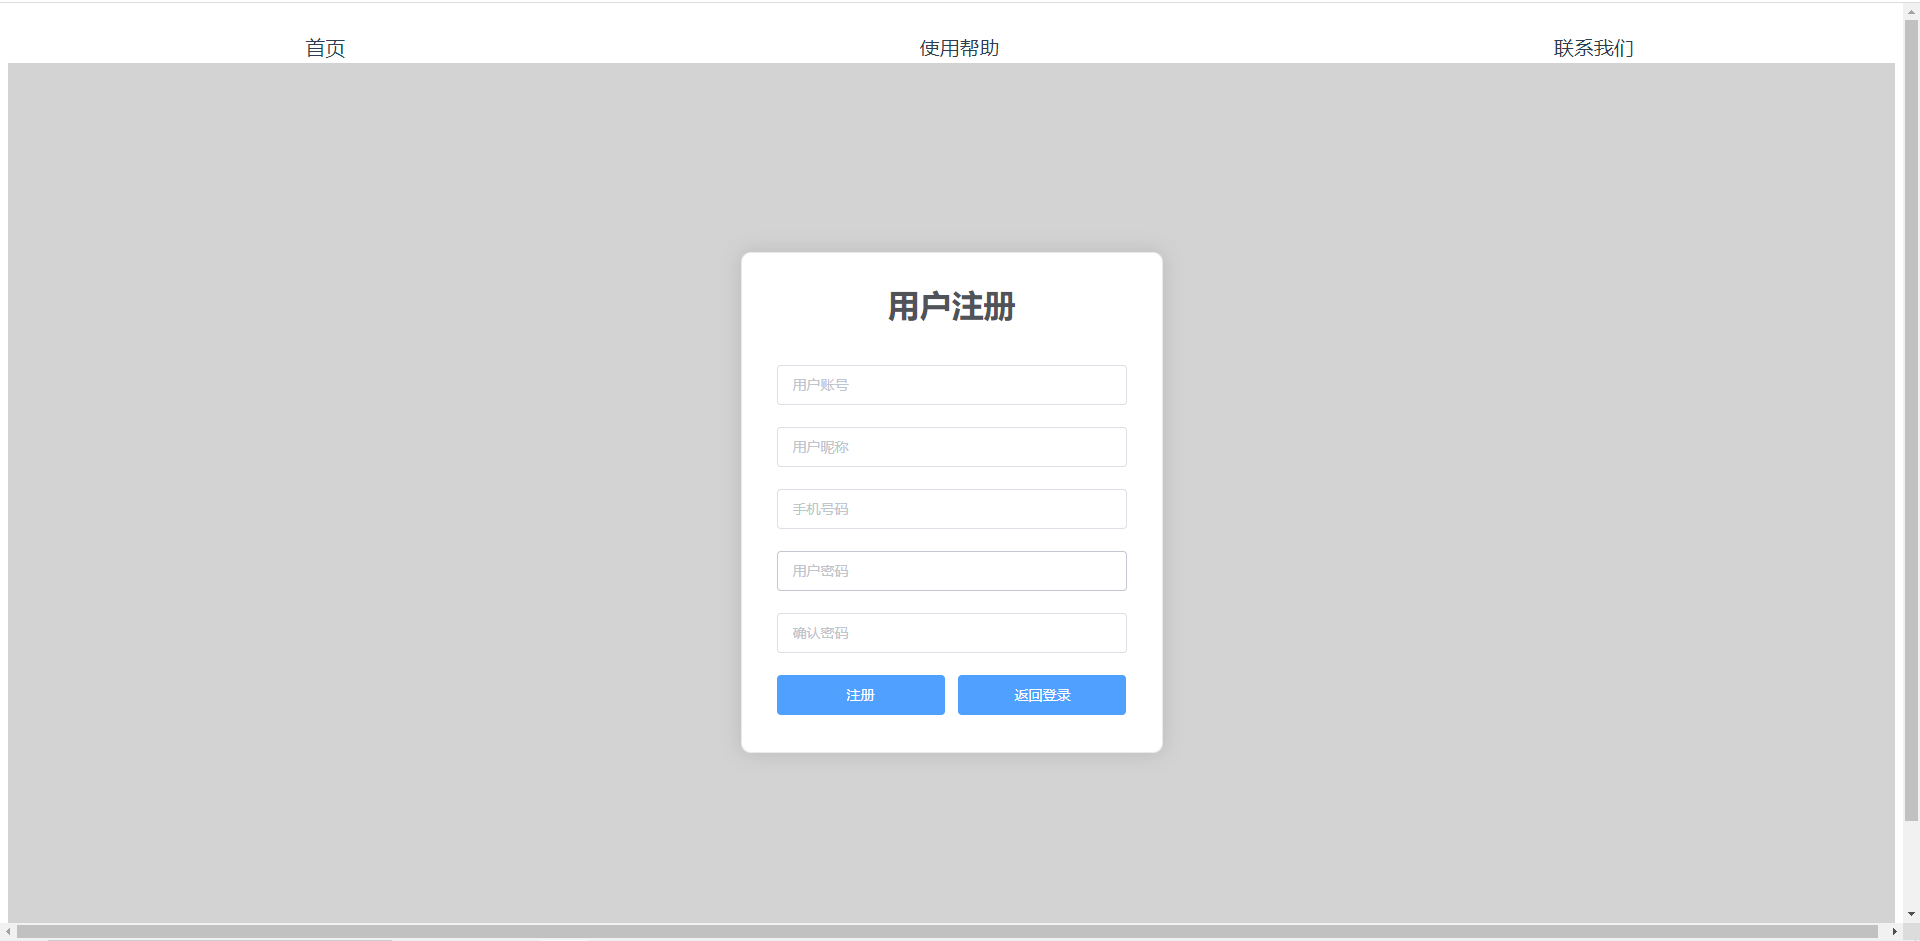 首页 使用帮助 联系我们
用户注册
用户账号
用户昵称
手机号码
用户密码
确认密码
注册 返回登录